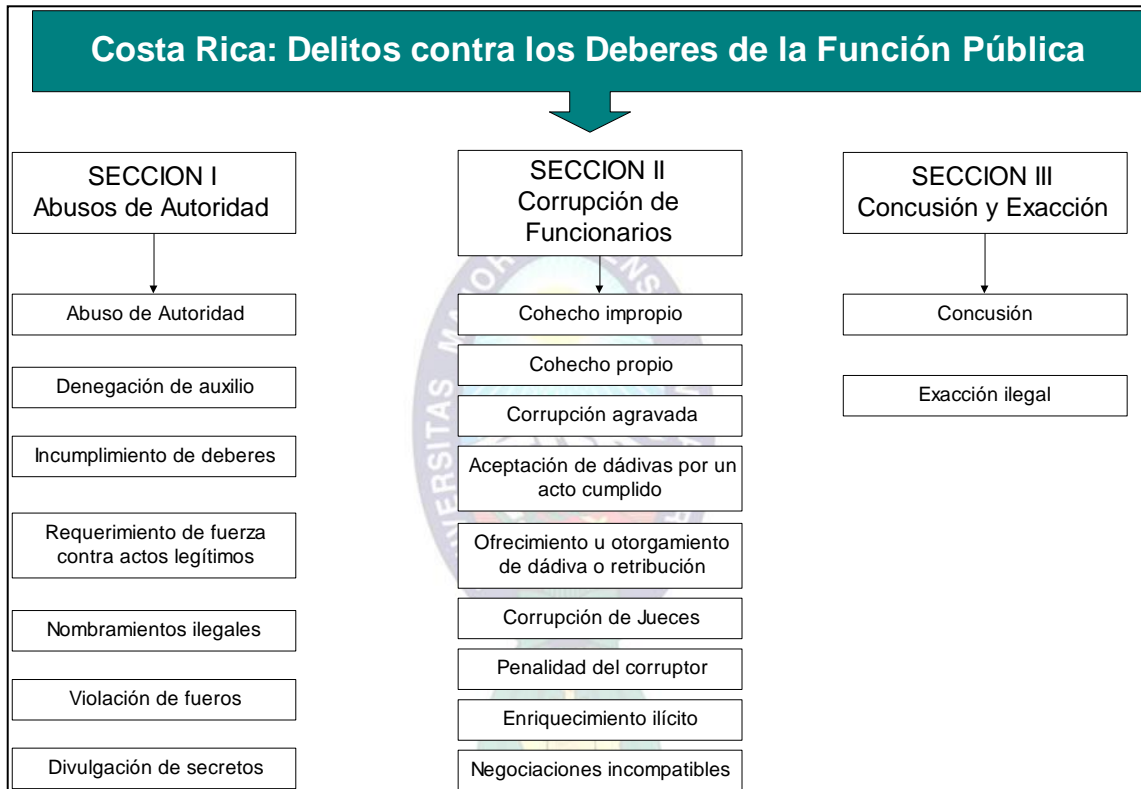 Costa Rica: Delitos contra los Deberes de la Función Pública
SECCION I
Abusos de Autoridad
Abuso de Autoridad
Denegación de auxilio
Incumplimiento de deberes
Requerimiento de fuerza
contra actos legítimos
Nombramientos ilegales
Violación de fueros
Divulgación de secretos
SECCION II
Corrupción de
Funcionarios
Cohecho impropio
Cohecho propio
Corrupción agravada
Aceptación de dádivas por un
acto cumplido
Ofrecimiento u otorgamiento
de dádiva o retribución
Corrupción de Jueces
Penalidad del corruptor
Enriquecimiento ilícito
Negociaciones incompatibles
SECCION III
Concusión y Exacción
Concusión
Exacción ilegal